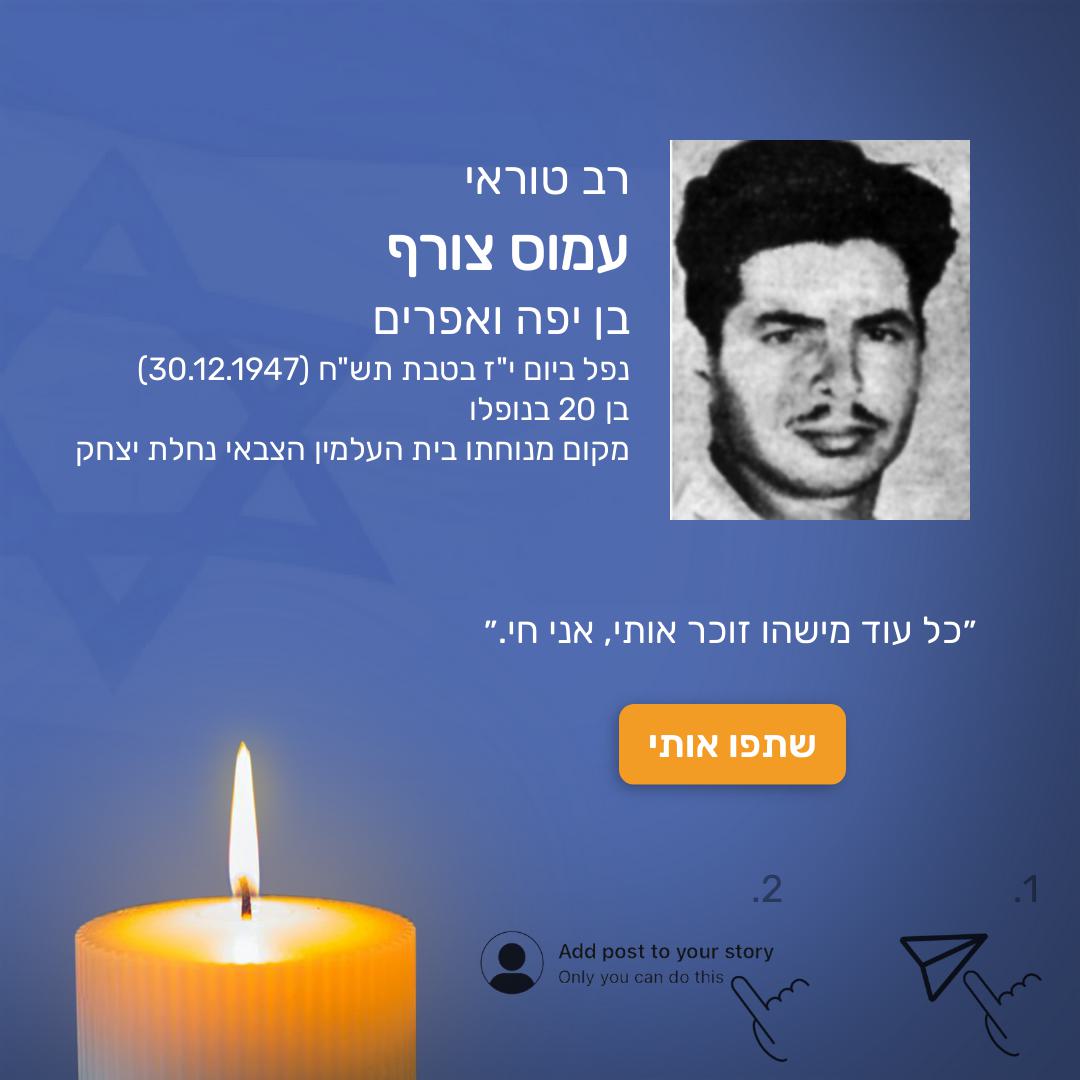 רב טוראי
עמוס צורף
בן יפה ואפרים
נפל ביום י"ז בטבת תש"ח (30.12.1947)
בן 20 בנופלו
מקום מנוחתו בית העלמין הצבאי נחלת יצחק
״כל עוד מישהו זוכר אותי, אני חי.״
שתפו אותי
.1
.2
Add post to your story
Only you can do this